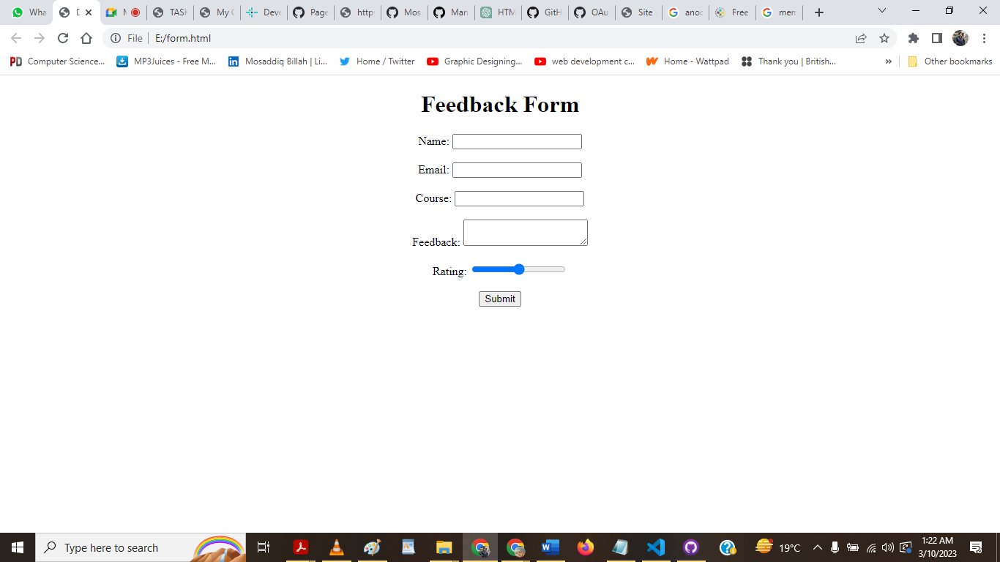 Wha
D
M
TASK
My C
Deve
Page
http
Mos
Man
HTM
GitH
OAu
Site
anoc
Free
mem
File E:/form.html
Computer Science...
MP3Juices - Free M...
Mosaddiq Billah | Li...
Home / Twitter
Graphic Designing...
web development c...
Home - Wattpad
Thank you | British...
»
Other bookmarks
Feedback Form
Name:
Email:
Course:
Feedback:
Rating:
Submit
Type here to search
19°C
1:22 AM
3/10/2023